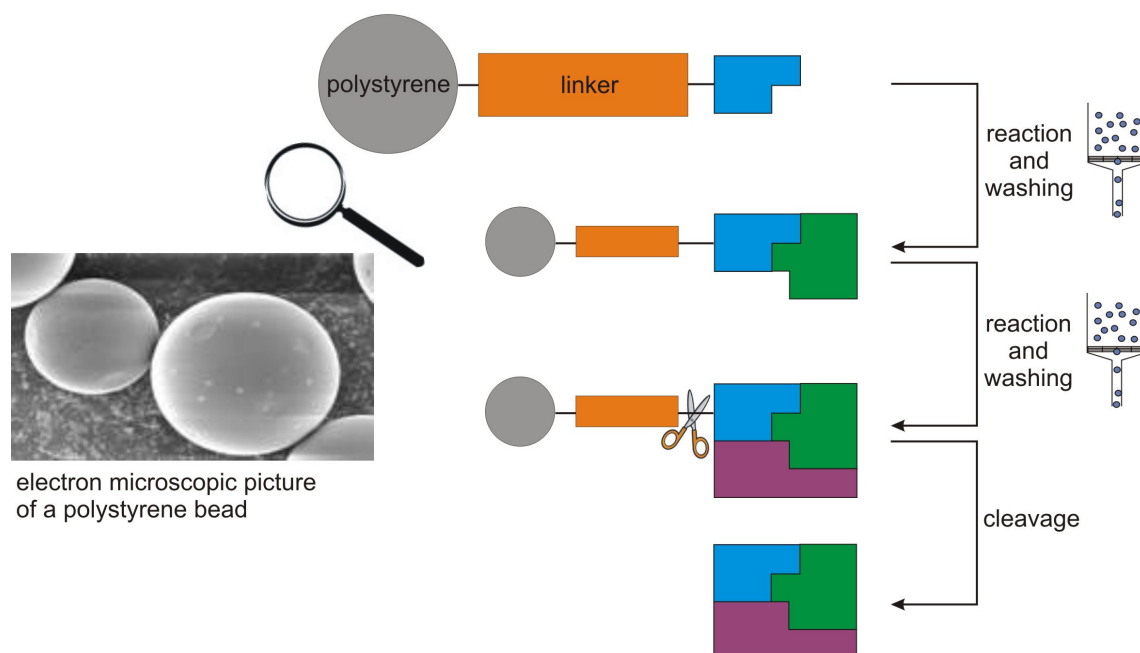 polystyrene
linker
reaction
and
washing
reaction
and
washing
electron microscopic picture
of a polystyrene bead
cleavage